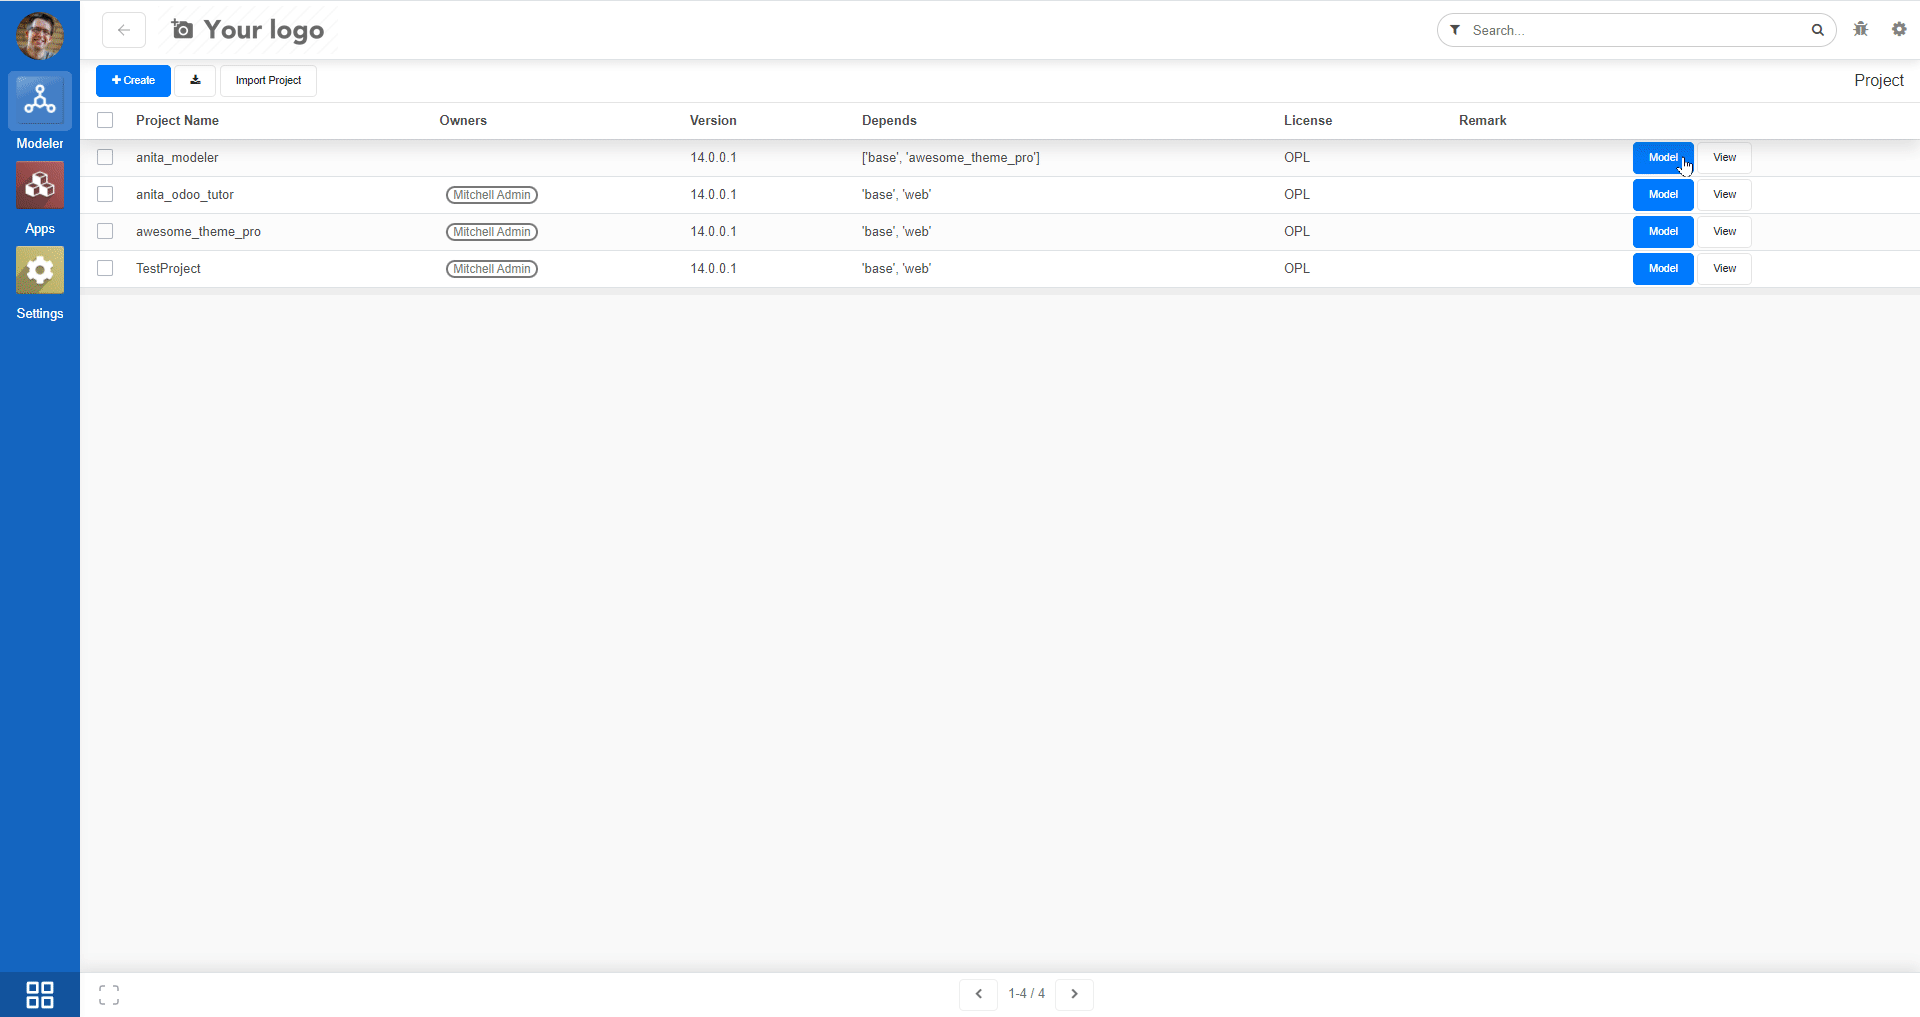 Your logo
Search...
Create
Import Project
Project
Modeler
Apps
Settings
Project Name Owners Version Depends License Remark
anita_modeler 14.0.0.1 ['base', 'awesome_theme_pro'] OPL Model View
anita_odoo_tutor Mitchell Admin 14.0.0.1 'base', 'web' OPL Model View
awesome_theme_pro Mitchell Admin 14.0.0.1 'base', 'web' OPL Model View
TestProject Mitchell Admin 14.0.0.1 'base', 'web' OPL Model View
1-4 / 4